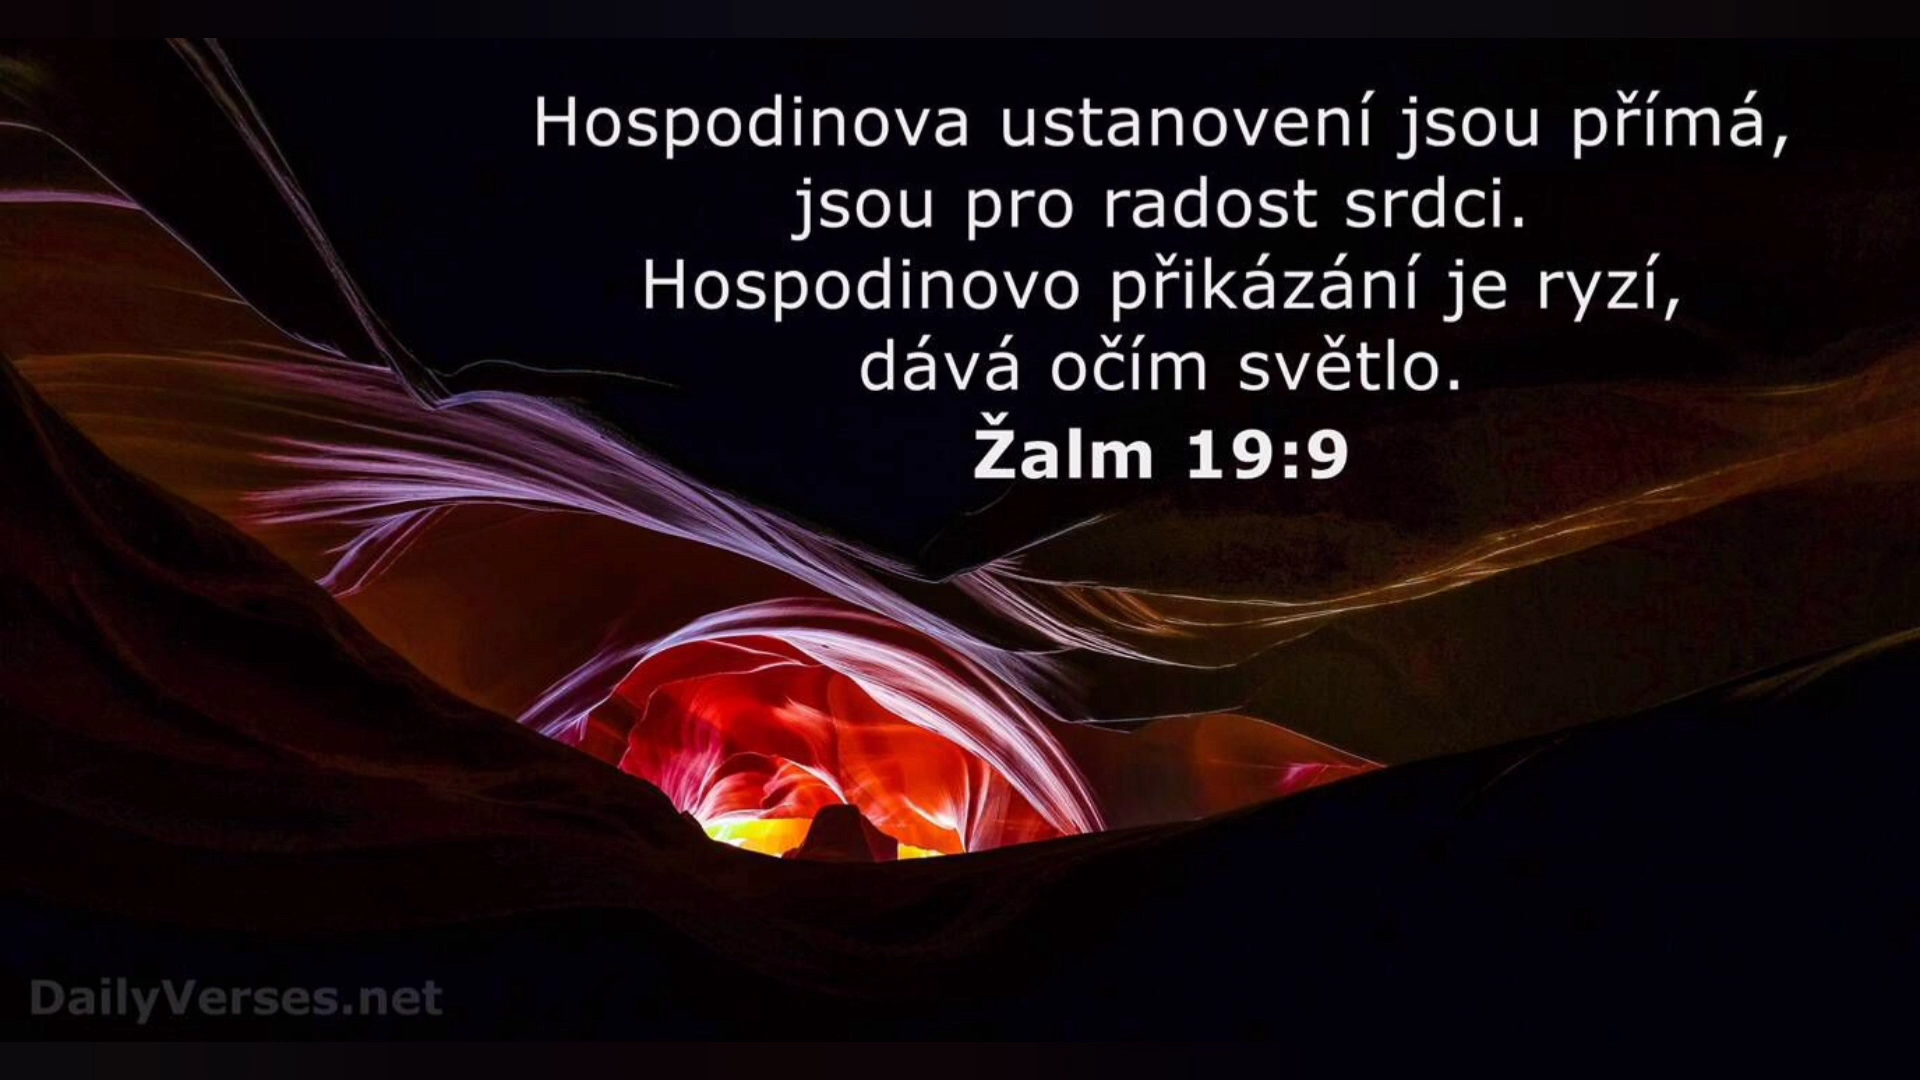 Hospodinova ustanovení jsou přímá,
jsou pro radost srdci.
Hospodinovo přikázání je ryzí,
dává očím světlo.
Žalm 19:9
DailyVerses.net